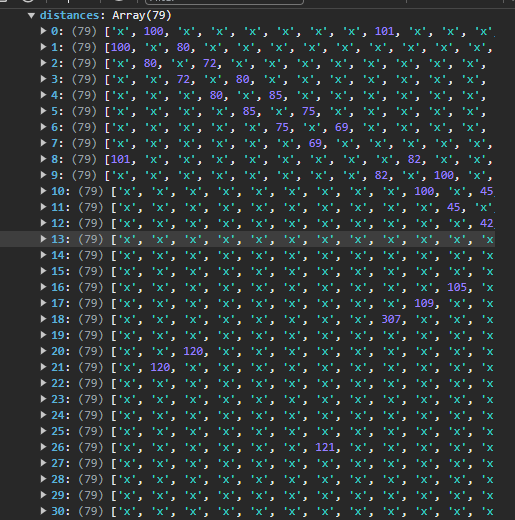 distances: Array(79)
0: (79) ['x', 100, 'x', 'x', 'x', 'x', 'x', 'x', 101, 'x', 'x', 'x',
1: (79) [100, 'x', 80, 'x', 'x', 'x', 'x', 'x', 'x', 'x', 'x', 'x',
2: (79) ['x', 80, 'x', 72, 'x', 'x', 'x', 'x', 'x', 'x', 'x', 'x',
3: (79) ['x', 'x', 72, 'x', 80, 'x', 'x', 'x', 'x', 'x', 'x', 'x',
4: (79) ['x', 'x', 'x', 80, 'x', 85, 'x', 'x', 'x', 'x', 'x', 'x',
5: (79) ['x', 'x', 'x', 'x', 85, 'x', 75, 'x', 'x', 'x', 'x', 'x',
6: (79) ['x', 'x', 'x', 'x', 'x', 75, 'x', 69, 'x', 'x', 'x', 'x',
7: (79) ['x', 'x', 'x', 'x', 'x', 'x', 69, 'x', 'x', 'x', 'x', 'x',
8: (79) [101, 'x', 'x', 'x', 'x', 'x', 'x', 'x', 'x', 82, 'x', 'x',
9: (79) ['x', 'x', 'x', 'x', 'x', 'x', 'x', 'x', 82, 'x', 100, 'x',
10: (79) ['x', 'x', 'x', 'x', 'x', 'x', 'x', 'x', 'x', 100, 'x', 45
11: (79) ['x', 'x', 'x', 'x', 'x', 'x', 'x', 'x', 'x', 'x', 45, 'x'
12: (79) ['x', 'x', 'x', 'x', 'x', 'x', 'x', 'x', 'x', 'x', 'x', 42
13: (79) ['x', 'x', 'x', 'x', 'x', 'x', 'x', 'x', 'x', 'x', 'x', 'x
14: (79) ['x', 'x', 'x', 'x', 'x', 'x', 'x', 'x', 'x', 'x', 'x', 'x
15: (79) ['x', 'x', 'x', 'x', 'x', 'x', 'x', 'x', 'x', 'x', 'x', 'x
16: (79) ['x', 'x', 'x', 'x', 'x', 'x', 'x', 'x', 'x', 'x', 105, 'x
17: (79) ['x', 'x', 'x', 'x', 'x', 'x', 'x', 'x', 'x', 109, 'x', 'x
18: (79) ['x', 'x', 'x', 'x', 'x', 'x', 'x', 'x', 307, 'x', 'x', 'x
19: (79) ['x', 'x', 'x', 'x', 'x', 'x', 'x', 'x', 'x', 'x', 'x', 'x
20: (79) ['x', 'x', 120, 'x', 'x', 'x', 'x', 'x', 'x', 'x', 'x', 'x
21: (79) ['x', 120, 'x', 'x', 'x', 'x', 'x', 'x', 'x', 'x', 'x', 'x
22: (79) ['x', 'x', 'x', 'x', 'x', 'x', 'x', 'x', 'x', 'x', 'x', 'x
23: (79) ['x', 'x', 'x', 'x', 'x', 'x', 'x', 'x', 'x', 'x', 'x', 'x
24: (79) ['x', 'x', 'x', 'x', 'x', 'x', 'x', 'x', 'x', 'x', 'x', 'x
25: (79) ['x', 'x', 'x', 'x', 'x', 'x', 'x', 'x', 'x', 'x', 'x', 'x
26: (79) ['x', 'x', 'x', 'x', 'x', 'x', 121, 'x', 'x', 'x', 'x', 'x
27: (79) ['x', 'x', 'x', 'x', 'x', 'x', 'x', 'x', 'x', 'x', 'x', 'x
28: (79) ['x', 'x', 'x', 'x', 'x', 'x', 'x', 'x', 'x', 'x', 'x', 'x
29: (79) ['x', 'x', 'x', 'x', 'x', 'x', 'x', 'x', 'x', 'x', 'x', 'x
30: (79) ['x', 'x', 'x', 'x', 'x', 'x', 'x', 'x', 'x', 'x', 'x', 'x